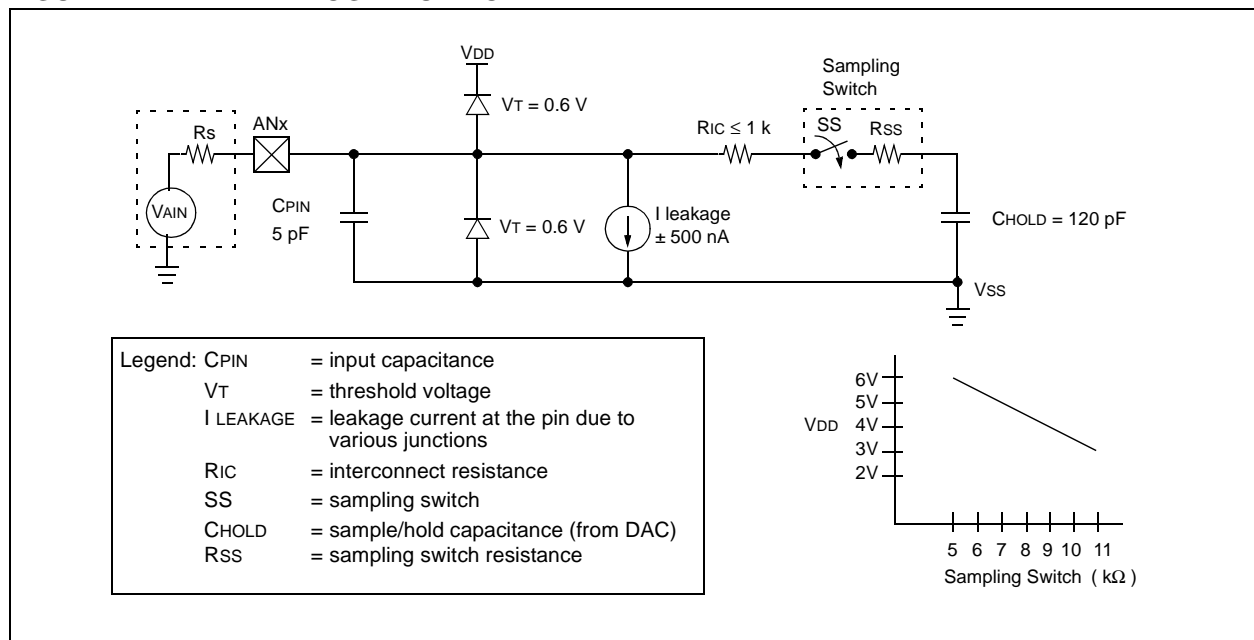 VDD
Sampling
Switch
VT = 0.6 V
ANx
Rs
RIC ≤ 1 k
SS
RSS
VAIN
CPIN
5 pF
VT = 0.6 V
I leakage
± 500 nA
CHOLD = 120 pF
VSS
Legend: CPIN = input capacitance
VT = threshold voltage
I LEAKAGE = leakage current at the pin due to
various junctions
RIC = interconnect resistance
SS = sampling switch
CHOLD = sample/hold capacitance (from DAC)
RSS = sampling switch resistance
6V
5V
VDD 4V
3V
2V
5 6 7 8 9 10 11
Sampling Switch ( kΩ )